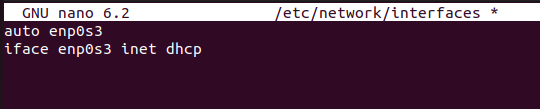 GNU nano 6.2 /etc/network/interfaces *
auto enp0s3
iface enp0s3 inet dhcp